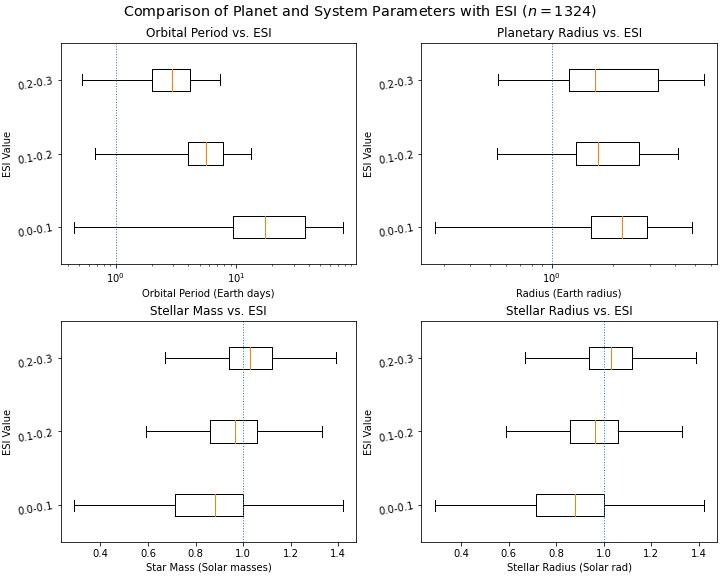 Comparison of Planet and System Parameters with ESI (n = 1324)
Orbital Period vs. ESI
ESI Value
0.2-0.3
0.1-0.2
0.0-0.1
10⁰ 10¹
Orbital Period (Earth days)
Planetary Radius vs. ESI
ESI Value
0.2-0.3
0.1-0.2
0.0-0.1
10⁰
Radius (Earth radius)
Stellar Mass vs. ESI
ESI Value
0.2-0.3
0.1-0.2
0.0-0.1
0.4 0.6 0.8 1.0 1.2 1.4
Star Mass (Solar masses)
Stellar Radius vs. ESI
ESI Value
0.2-0.3
0.1-0.2
0.0-0.1
0.4 0.6 0.8 1.0 1.2 1.4
Stellar Radius (Solar rad)